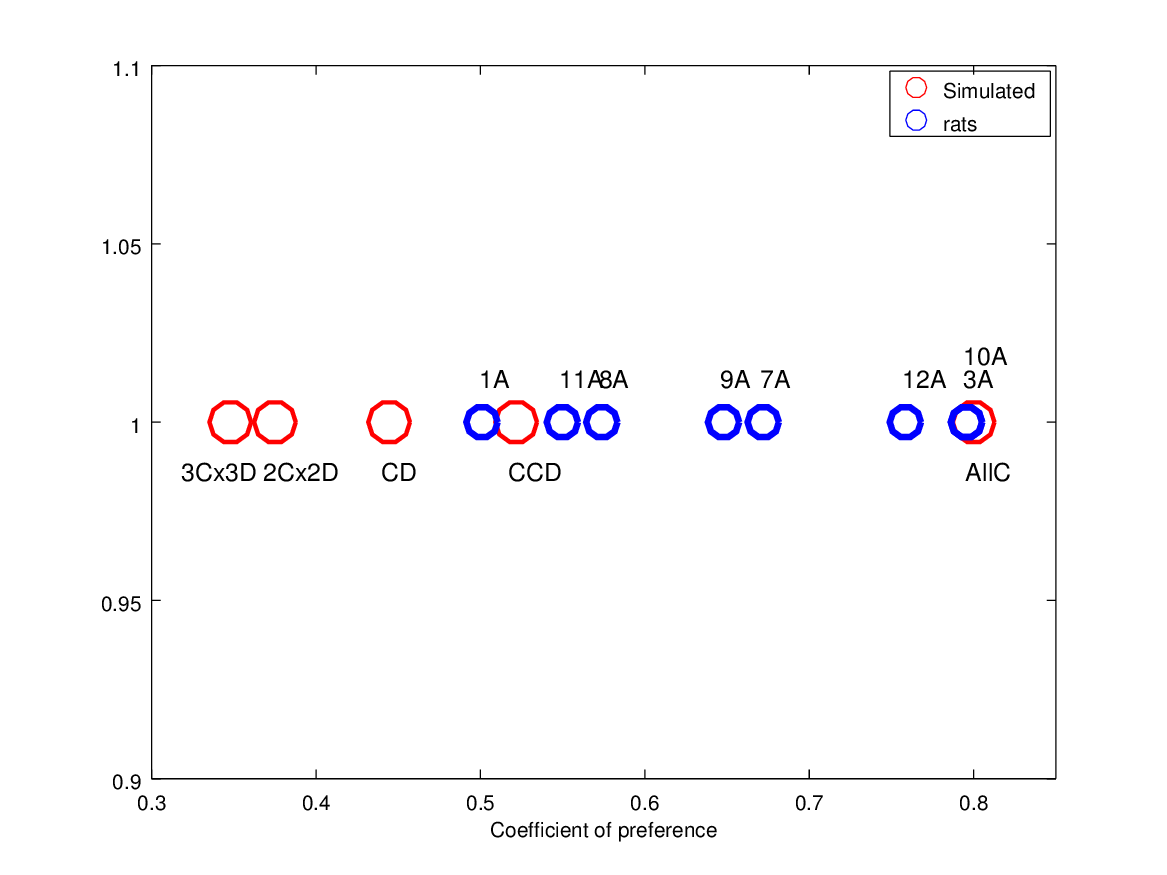 1.1
Simulated
rats
1.05
10A
1A 11A 8A 9A 7A 12A 3A
1
3Cx3D 2Cx2D CD CCD AllC
0.95
0.9
0.3 0.4 0.5 0.6 0.7 0.8
Coefficient of preference